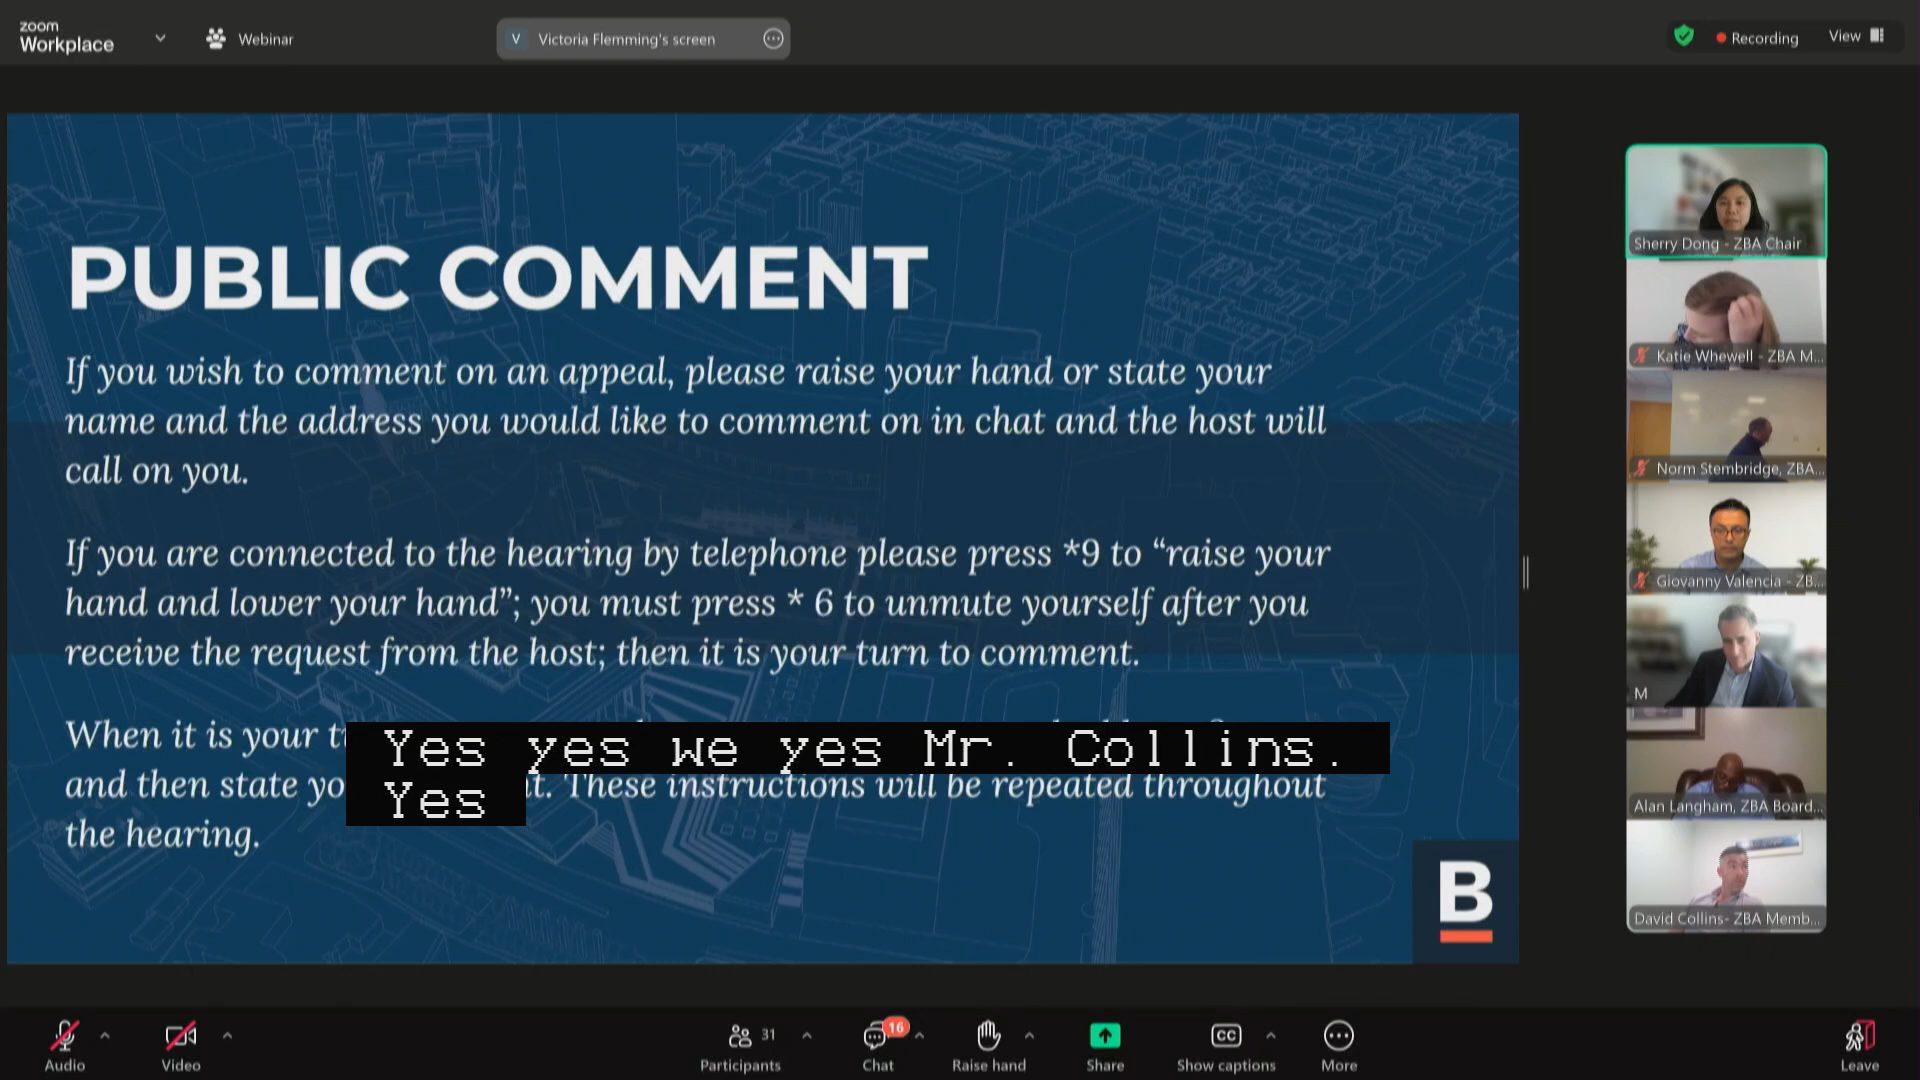 zoom
Workplace
Webinar
V Victoria Flemming's screen
Recording
View
PUBLIC COMMENT
If you wish to comment on an appeal, please raise your hand or state your
name and the address you would like to comment on in chat and the host will
call on you.
If you are connected to the hearing by telephone please press *9 to “raise your
hand and lower your hand”; you must press * 6 to unmute yourself after you
receive the request from the host; then it is your turn to comment.
When it is your
and then state These instructions will be repeated throughout
the hearing.
Yes yes we yes Mr. Collins.
Yes
B
Sherry Dong - ZBA Chair
Katie Whewell - ZBA M...
Norm Stembridge, ZBA...
Giovanny Valencia - ZB...
M
Alan Langham, ZBA Board...
David Collins- ZBA Memb...
Audio
Video
31
Participants
16
Chat
Raise hand
Share
CC
Show captions
More
Leave